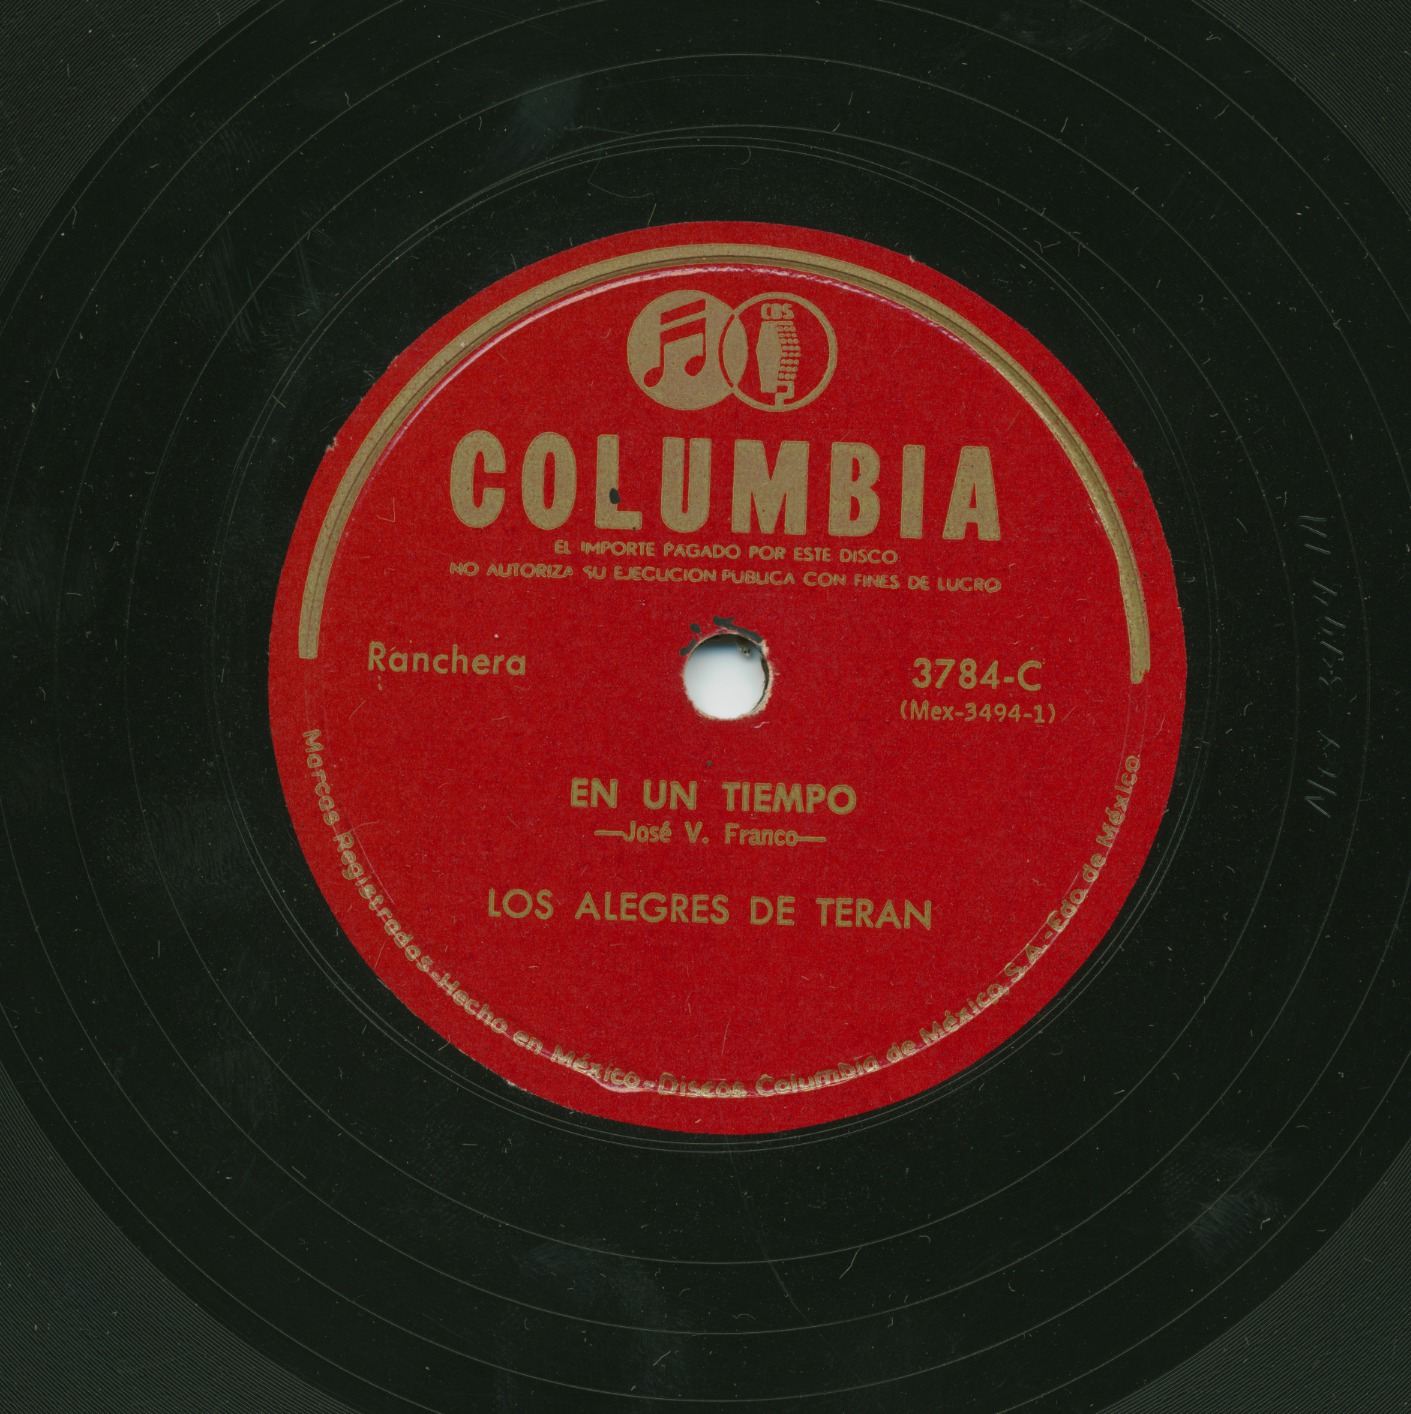 CBS
COLUMBIA
EL IMPORTE PAGADO POR ESTE DISCO
NO AUTORIZA SU EJECUCION PUBLICA CON FINES DE LUCRO
Ranchera
3784-C
(Mex-3494-1)
EN UN TIEMPO
—José V. Franco—
LOS ALEGRES DE TERAN
Marcas Registradas-Hecho en México-Discos Columbia de México, S.A.-Edo de México